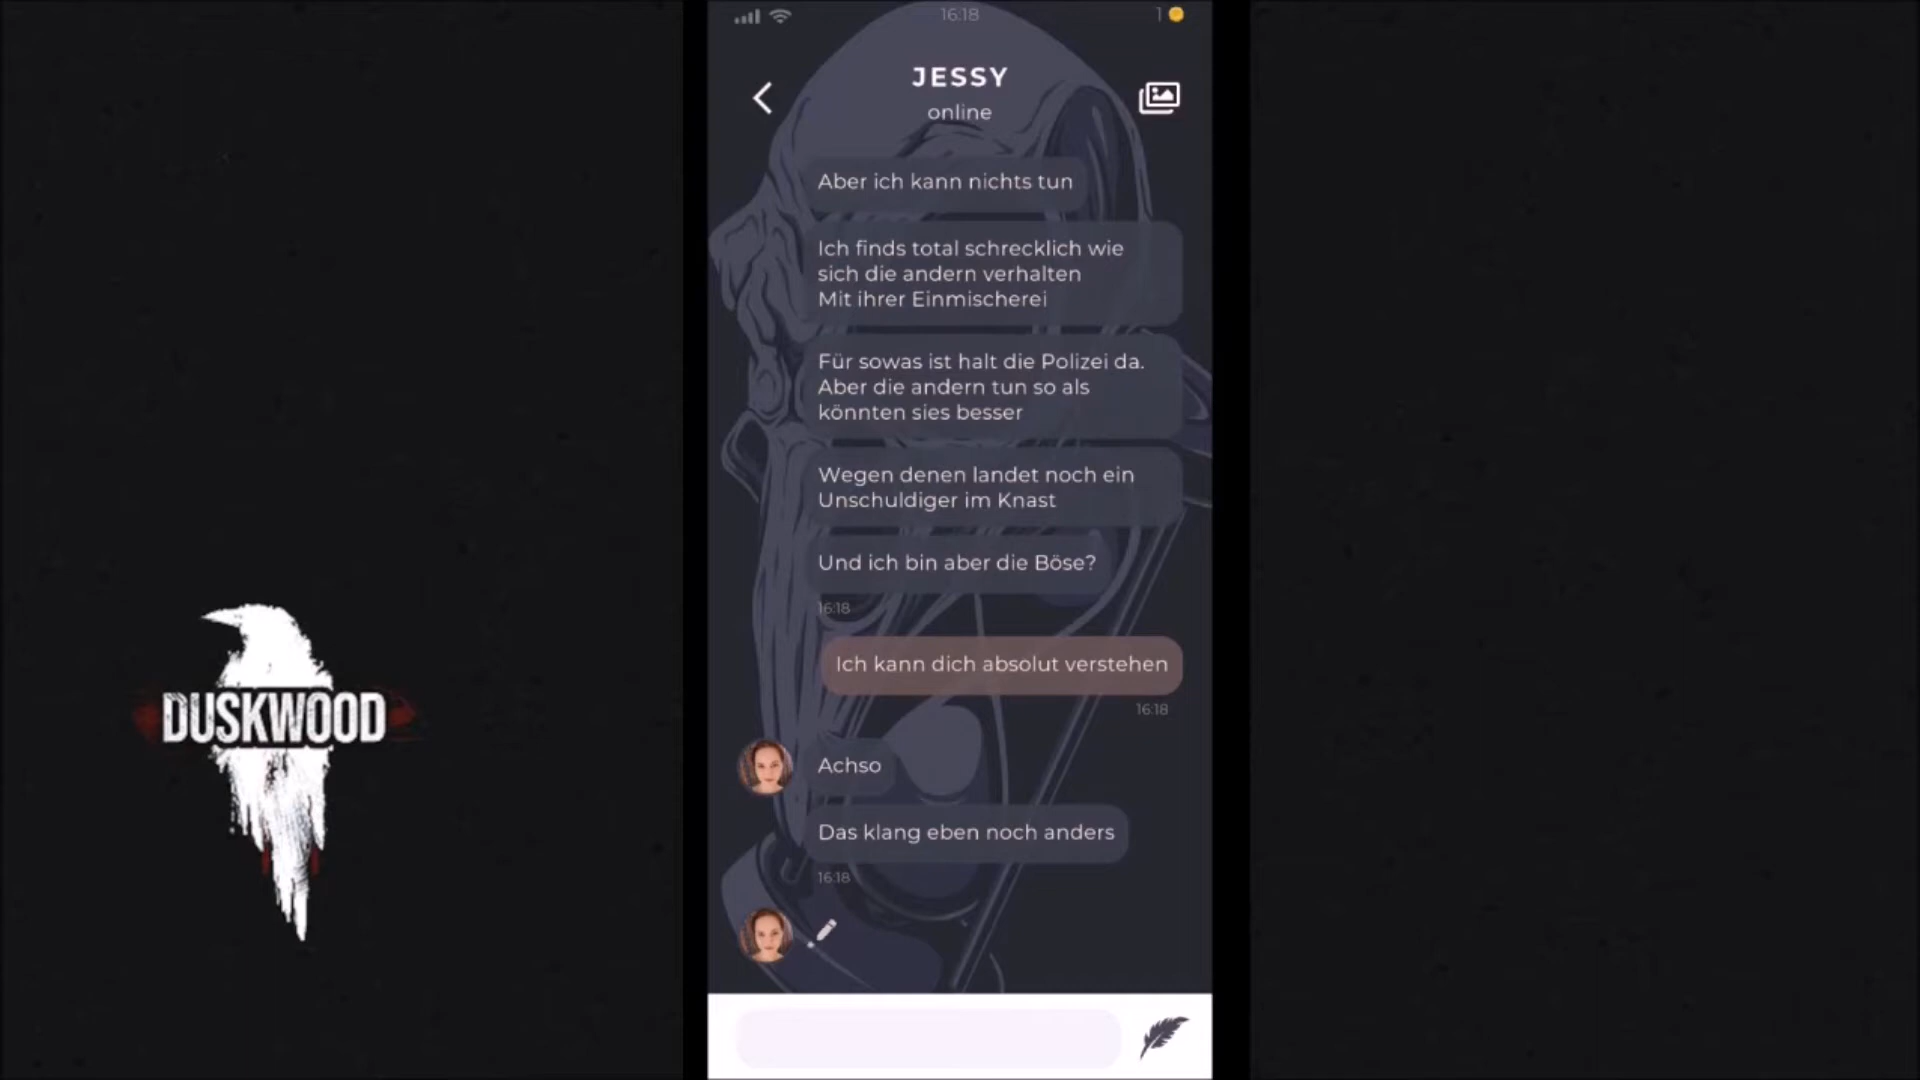 16:18
1
JESSY
online
Aber ich kann nichts tun
Ich finds total schrecklich wie
sich die andern verhalten
Mit ihrer Einmischerei
Für sowas ist halt die Polizei da.
Aber die andern tun so als
könnten sies besser
Wegen denen landet noch ein
Unschuldiger im Knast
Und ich bin aber die Böse?
16:18
Ich kann dich absolut verstehen
16:18
Achso
Das klang eben noch anders
16:18
DUSKWOOD